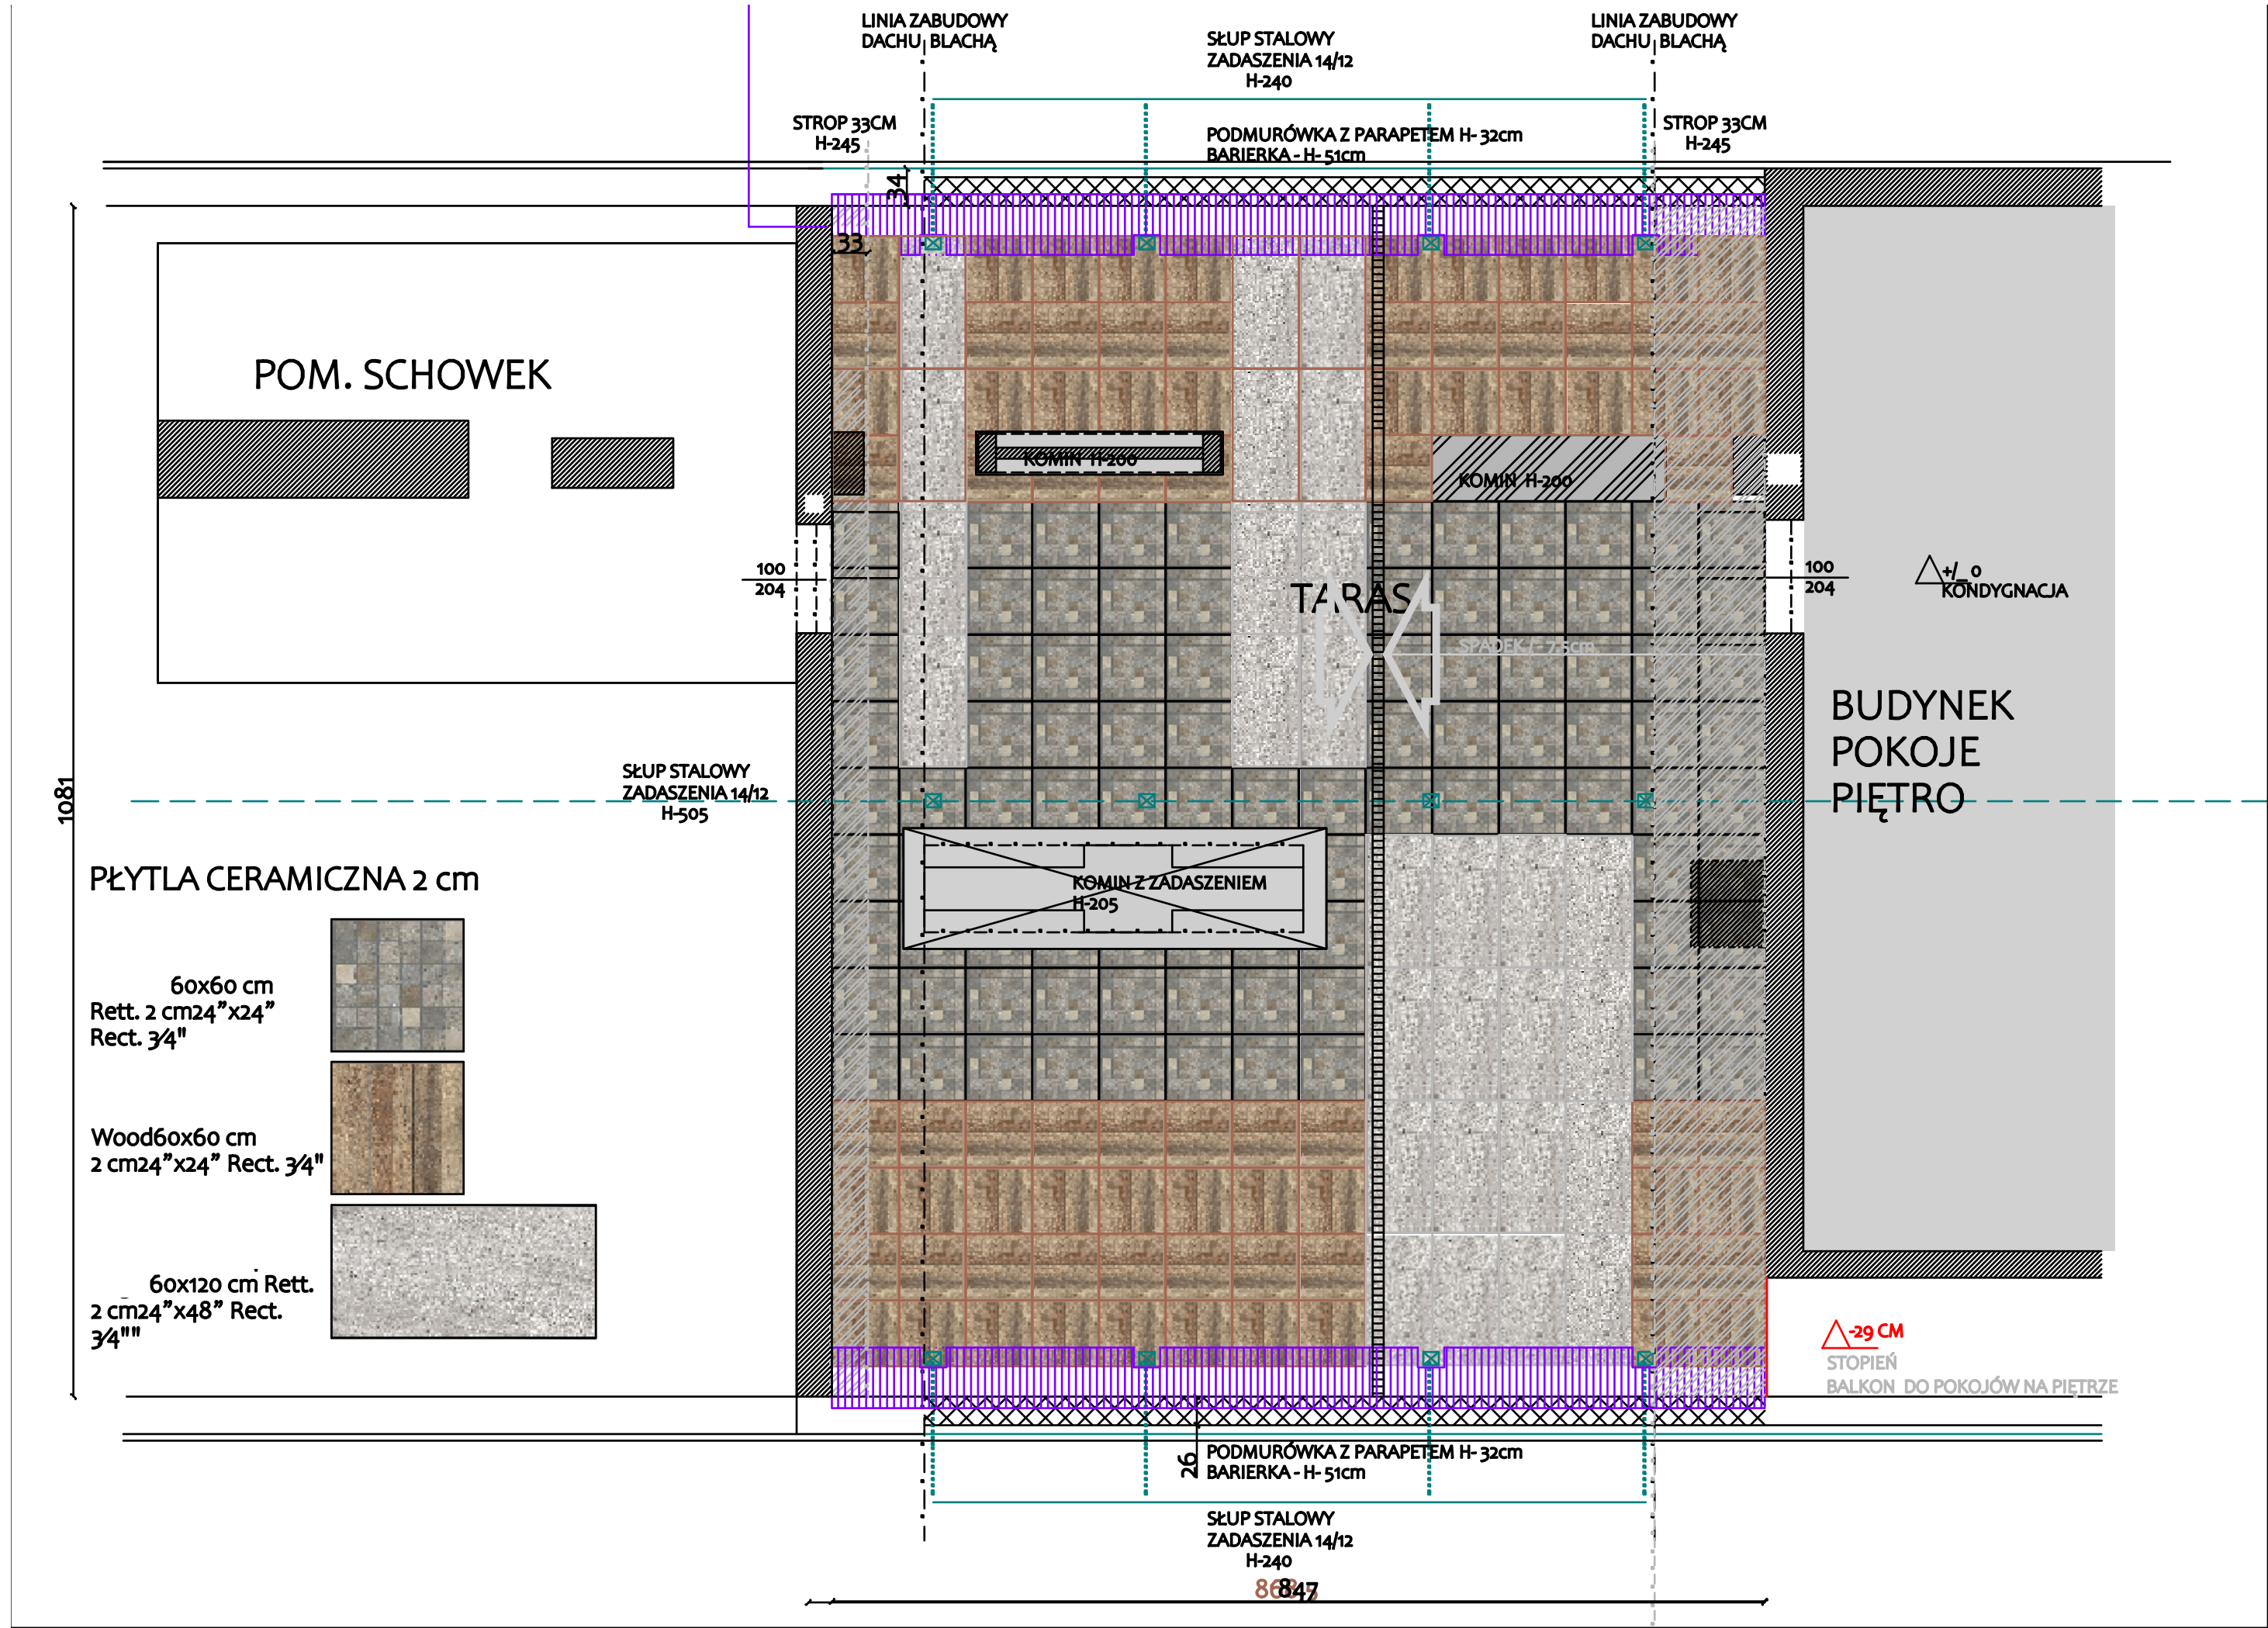 LINIA ZABUDOWY
DACHU BLACHĄ
SŁUP STALOWY
ZADASZENIA 14/12
H-240
LINIA ZABUDOWY
DACHU BLACHĄ
STROP 33CM
H-245
PODMURÓWKA Z PARAPETEM H- 32cm
BARIERKA - H- 51cm
STROP 33CM
H-245
34
33
POM. SCHOWEK
KOMIN H-200
KOMIN H-200
100
204
TARAS
SPADEK / - 7,5cm
100
204
+/_ 0
KONDYGNACJA
BUDYNEK
POKOJE
PIĘTRO
1081
SŁUP STALOWY
ZADASZENIA 14/12
H-505
PŁYTLA CERAMICZNA 2 cm
KOMIN Z ZADASZENIEM
H-205
60x60 cm
Rett. 2 cm24”x24”
Rect. 3⁄4"
Wood60x60 cm
2 cm24”x24” Rect. 3⁄4"
60x120 cm Rett.
2 cm24”x48” Rect.
3⁄4""
-29 CM
STOPIEŃ
BALKON DO POKOJÓW NA PIĘTRZE
26
PODMURÓWKA Z PARAPETEM H- 32cm
BARIERKA - H- 51cm
SŁUP STALOWY
ZADASZENIA 14/12
H-240
847